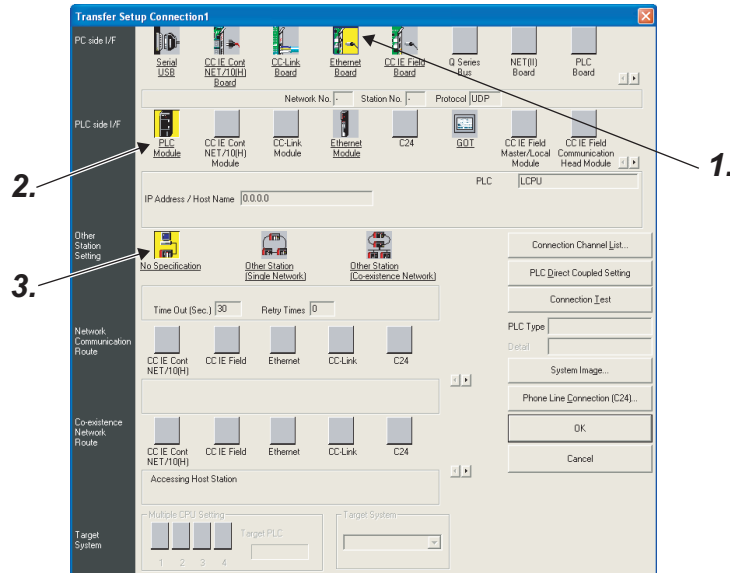 Transfer Setup Connection1
PC side I/F
Serial USB
CC IE Cont NET/10(H) Board
CC-Link Board
Ethernet Board
CC IE Field Board
Q Series Bus
NET(II) Board
PLC Board
1.
Network No. - Station No. - Protocol UDP
PLC side I/F
PLC Module
CC IE Cont NET/10(H) Module
CC-Link Module
Ethernet Module
C24
GOT
CC IE Field Master/Local Module
CC IE Field Communication Head Module
2.
PLC LCPU
IP Address / Host Name 0.0.0.0
Other Station Setting
No Specification
Other Station (Single Network)
Other Station (Co-existence Network)
3.
Time Out (Sec.) 30 Retry Times 0
Connection Channel List...
PLC Direct Coupled Setting
Connection Test
PLC Type
Detail
System Image...
Phone Line Connection (C24)...
OK
Cancel
Network Communication Route
CC IE Cont NET/10(H)
CC IE Field
Ethernet
CC-Link
C24
Co-existence Network Route
CC IE Cont NET/10(H)
CC IE Field
Ethernet
CC-Link
C24
Accessing Host Station
Target System
Multiple CPU Setting
1 2 3 4
Target PLC
Target System